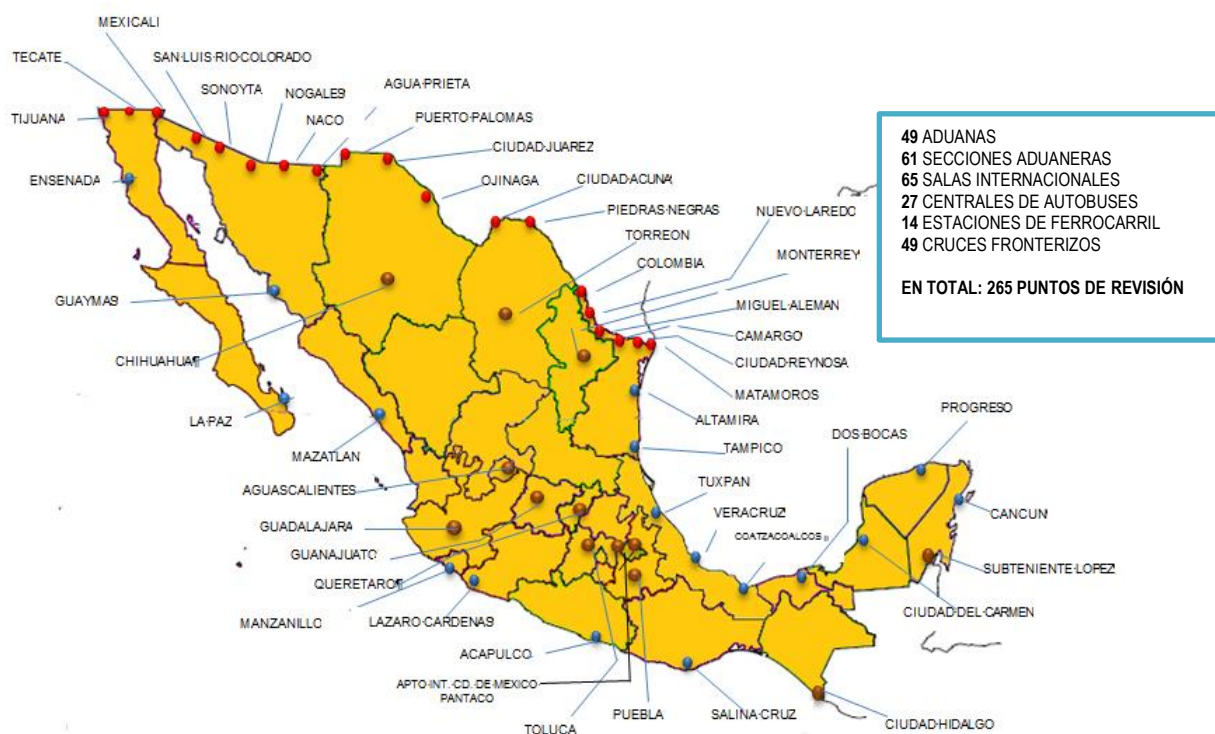 MEXICALI
TECATE
SAN·LUIS·RIO·COLORADO
SONOYTA
AGUA·PRIETA
TIJUANA
NOGALES
NACO
PUERTO·PALOMAS
CIUDAD·JUAREZ
ENSENADA
OJINAGA
CIUDAD·ACUÑA
PIEDRAS·NEGRAS
NUEVO·LAREDO
TORREON
MONTERREY
COLOMBIA
GUAYMAS
MIGUEL·ALEMAN
CAMARGO
CHIHUAHUA¶
CIUDAD·REYNOSA
MATAMOROS
LA·PAZ
ALTAMIRA
PROGRESO
MAZATLAN
TAMPICO
DOS·BOCAS
AGUASCALIENTES
TUXPAN
VERACRUZ
CANCUN
GUADALAJARA
COATZACOALCOS
GUANAJUATO
SUBTENIENTE·LOPEZ
QUERETARO¶
CIUDAD·DEL·CARMEN
MANZANILLO
LAZARO·CARDENAS
ACAPULCO
APTO·INT.·CD.·DE·MEXICO
PANTACO
TOLUCA
PUEBLA
SALINA·CRUZ
CIUDAD·HIDALGO
49 ADUANAS
61 SECCIONES ADUANERAS
65 SALAS INTERNACIONALES
27 CENTRALES DE AUTOBUSES
14 ESTACIONES DE FERROCARRIL
49 CRUCES FRONTERIZOS
EN TOTAL: 265 PUNTOS DE REVISIÓN